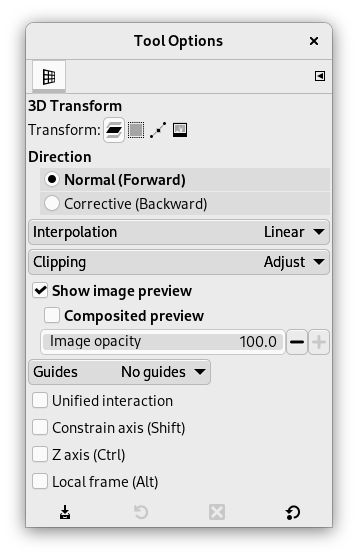 Tool Options
3D Transform
Transform:
Direction
Normal (Forward)
Corrective (Backward)
Interpolation Linear
Clipping Adjust
Show image preview
Composited preview
Image opacity 100.0
Guides No guides
Unified interaction
Constrain axis (Shift)
Z axis (Ctrl)
Local frame (Alt)